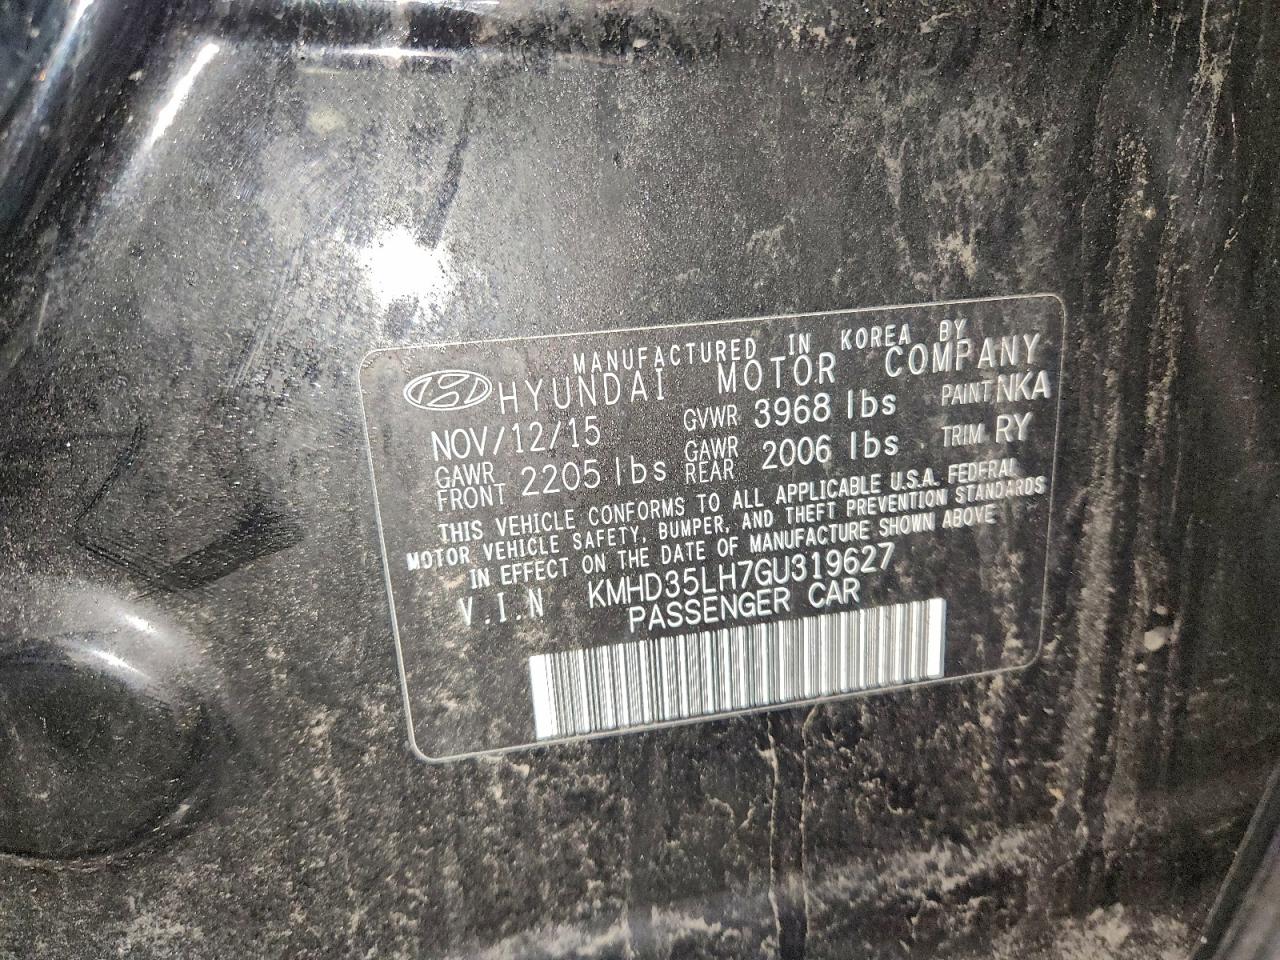 MANUFACTURED IN KOREA BY
HYUNDAI MOTOR COMPANY
NOV/12/15 GVWR 3968 lbs PAINT NKA
GAWR FRONT 2205 lbs GAWR REAR 2006 lbs TRIM RY
THIS VEHICLE CONFORMS TO ALL APPLICABLE U.S.A. FEDERAL
MOTOR VEHICLE SAFETY, BUMPER, AND THEFT PREVENTION STANDARDS
IN EFFECT ON THE DATE OF MANUFACTURE SHOWN ABOVE
V.I.N KMHD35LH7GU319627
PASSENGER CAR